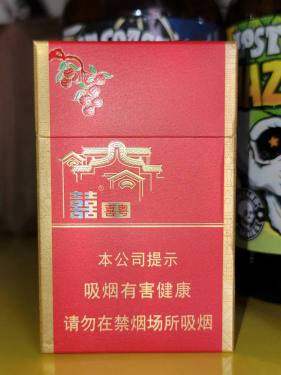 囍
本公司提示
吸烟有害健康
请勿在禁烟场所吸烟